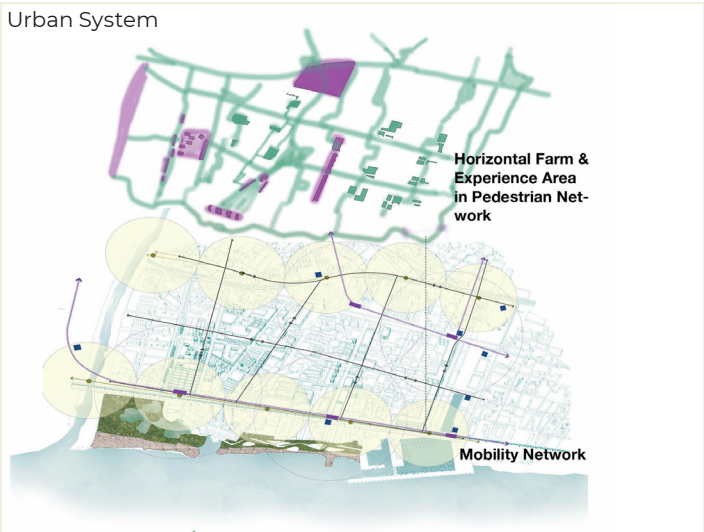 Urban System
Horizontal Farm &
Experience Area
in Pedestrian Net-
work
Mobility Network